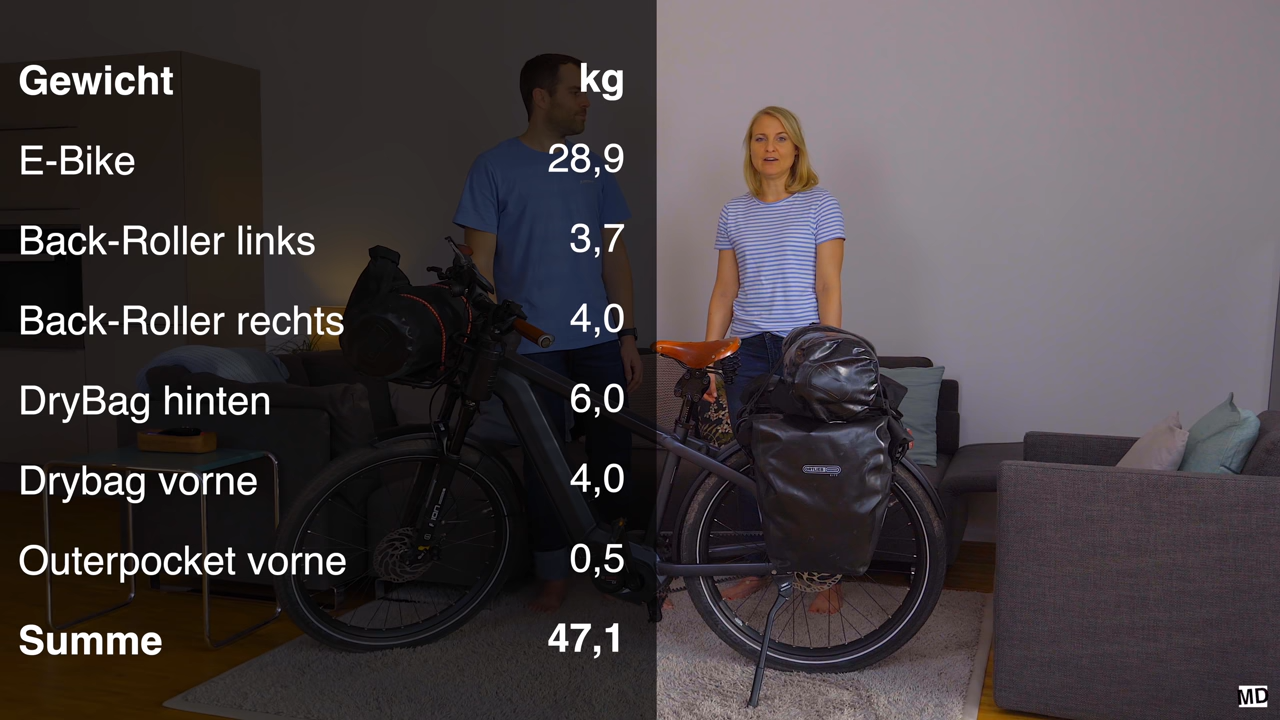 Gewicht kg
E-Bike 28,9
Back-Roller links 3,7
Back-Roller rechts 4,0
DryBag hinten 6,0
Drybag vorne 4,0
Outerpocket vorne 0,5
Summe 47,1
ORTLIEB
MD